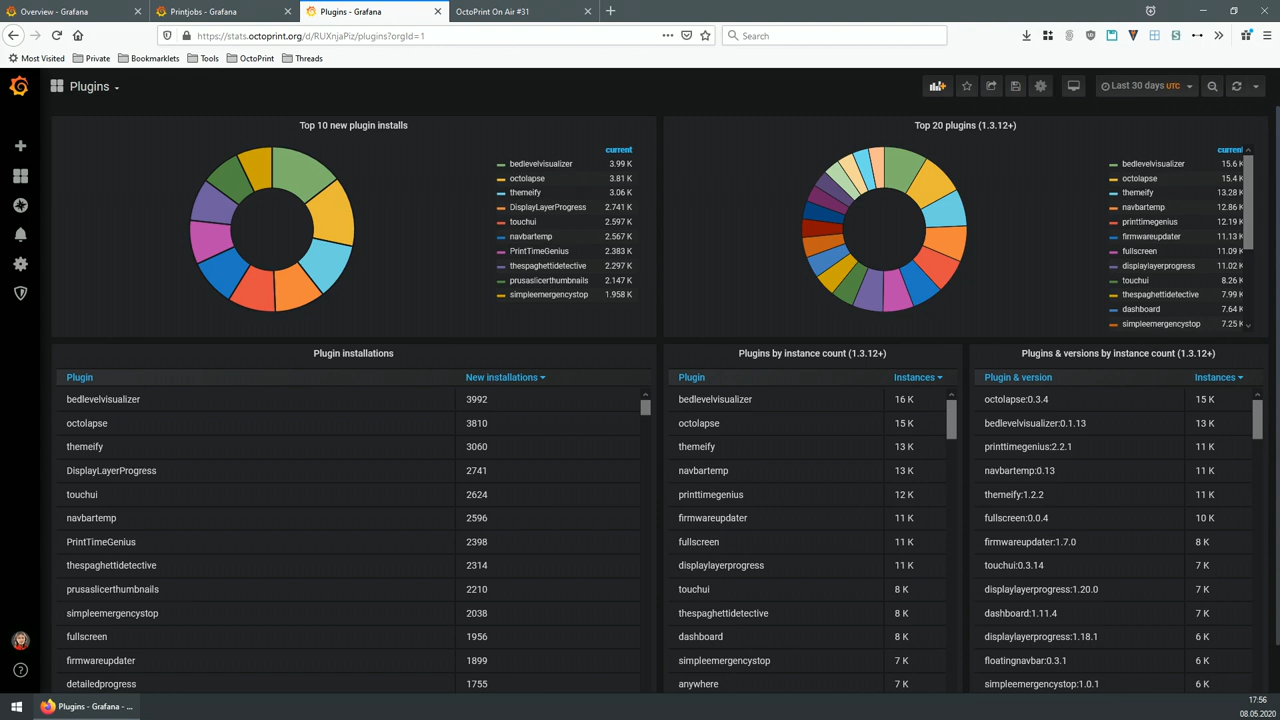 Overview - Grafana
Printjobs - Grafana
Plugins - Grafana
OctoPrint On Air #31
https://stats.octoprint.org/d/RUXnjaPiz/plugins?orgId=1
Search
Most Visited
Private
Bookmarklets
Tools
OctoPrint
Threads
Plugins
Last 30 days UTC
Top 10 new plugin installs
current
bedlevelvisualizer 3.99 K
octolapse 3.81 K
themeify 3.06 K
DisplayLayerProgress 2.741 K
touchui 2.597 K
navbartemp 2.567 K
PrintTimeGenius 2.383 K
thespaghettidetective 2.297 K
prusaslicerthumbnails 2.147 K
simpleemergencystop 1.958 K
Top 20 plugins (1.3.12+)
current
bedlevelvisualizer 15.6 K
octolapse 15.4 K
themeify 13.28 K
navbartemp 12.86 K
printtimegenius 12.19 K
firmwareupdater 11.13 K
fullscreen 11.09 K
displaylayerprogress 11.02 K
touchui 8.26 K
thespaghettidetective 7.99 K
dashboard 7.64 K
simpleemergencystop 7.25 K
Plugin installations
Plugin New installations
bedlevelvisualizer 3992
octolapse 3810
themeify 3060
DisplayLayerProgress 2741
touchui 2624
navbartemp 2596
PrintTimeGenius 2398
thespaghettidetective 2314
prusaslicerthumbnails 2210
simpleemergencystop 2038
fullscreen 1956
firmwareupdater 1899
detailedprogress 1755
Plugins by instance count (1.3.12+)
Plugin Instances
bedlevelvisualizer 16 K
octolapse 15 K
themeify 13 K
navbartemp 13 K
printtimegenius 12 K
firmwareupdater 11 K
fullscreen 11 K
displaylayerprogress 11 K
touchui 8 K
thespaghettidetective 8 K
dashboard 8 K
simpleemergencystop 7 K
anywhere 7 K
Plugins & versions by instance count (1.3.12+)
Plugin & version Instances
octolapse:0.3.4 15 K
bedlevelvisualizer:0.1.13 13 K
printtimegenius:2.2.1 11 K
navbartemp:0.13 11 K
themeify:1.2.2 11 K
fullscreen:0.0.4 10 K
firmwareupdater:1.7.0 8 K
touchui:0.3.14 7 K
displaylayerprogress:1.20.0 7 K
dashboard:1.11.4 7 K
displaylayerprogress:1.18.1 6 K
floatingnavbar:0.3.1 6 K
simpleemergencystop:1.0.1 6 K
Plugins - Grafana - ...
17:56
08.05.2020